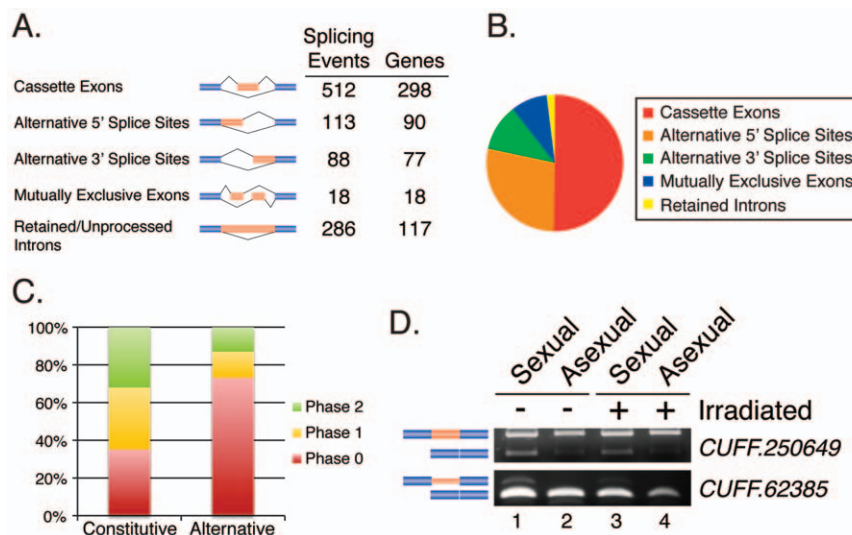 A.
Splicing Events
Genes
Cassette Exons 512 298
Alternative 5' Splice Sites 113 90
Alternative 3' Splice Sites 88 77
Mutually Exclusive Exons 18 18
Retained/Unprocessed
Introns 286 117
B.
Cassette Exons
Alternative 5' Splice Sites
Alternative 3' Splice Sites
Mutually Exclusive Exons
Retained Introns
C.
100%
80%
60%
40%
20%
0%
Constitutive Alternative
Phase 2
Phase 1
Phase 0
D.
Sexual
Asexual
Sexual
Asexual
- - + + Irradiated
CUFF.250649
CUFF.62385
1 2 3 4